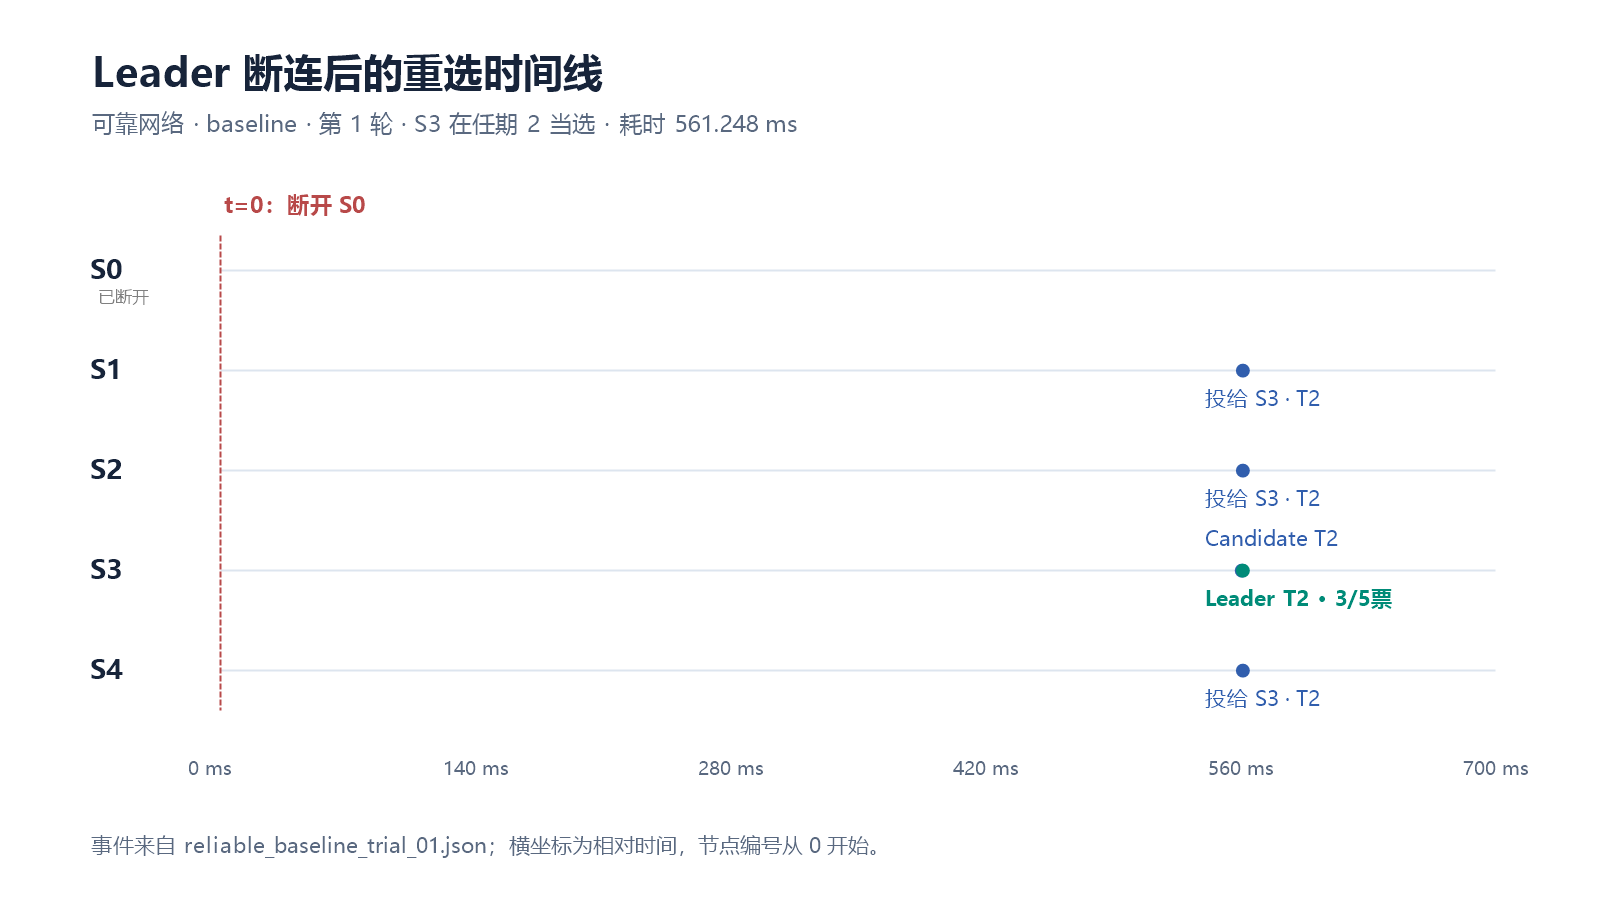 Leader 断连后的重选时间线
可靠网络 · baseline · 第 1 轮 · S3 在任期 2 当选 · 耗时 561.248 ms
t=0：断开 S0
S0
已断开
S1
投给 S3 · T2
S2
投给 S3 · T2
Candidate T2
S3
Leader T2 • 3/5票
S4
投给 S3 · T2
0 ms 140 ms 280 ms 420 ms 560 ms 700 ms
事件来自 reliable_baseline_trial_01.json；横坐标为相对时间，节点编号从 0 开始。